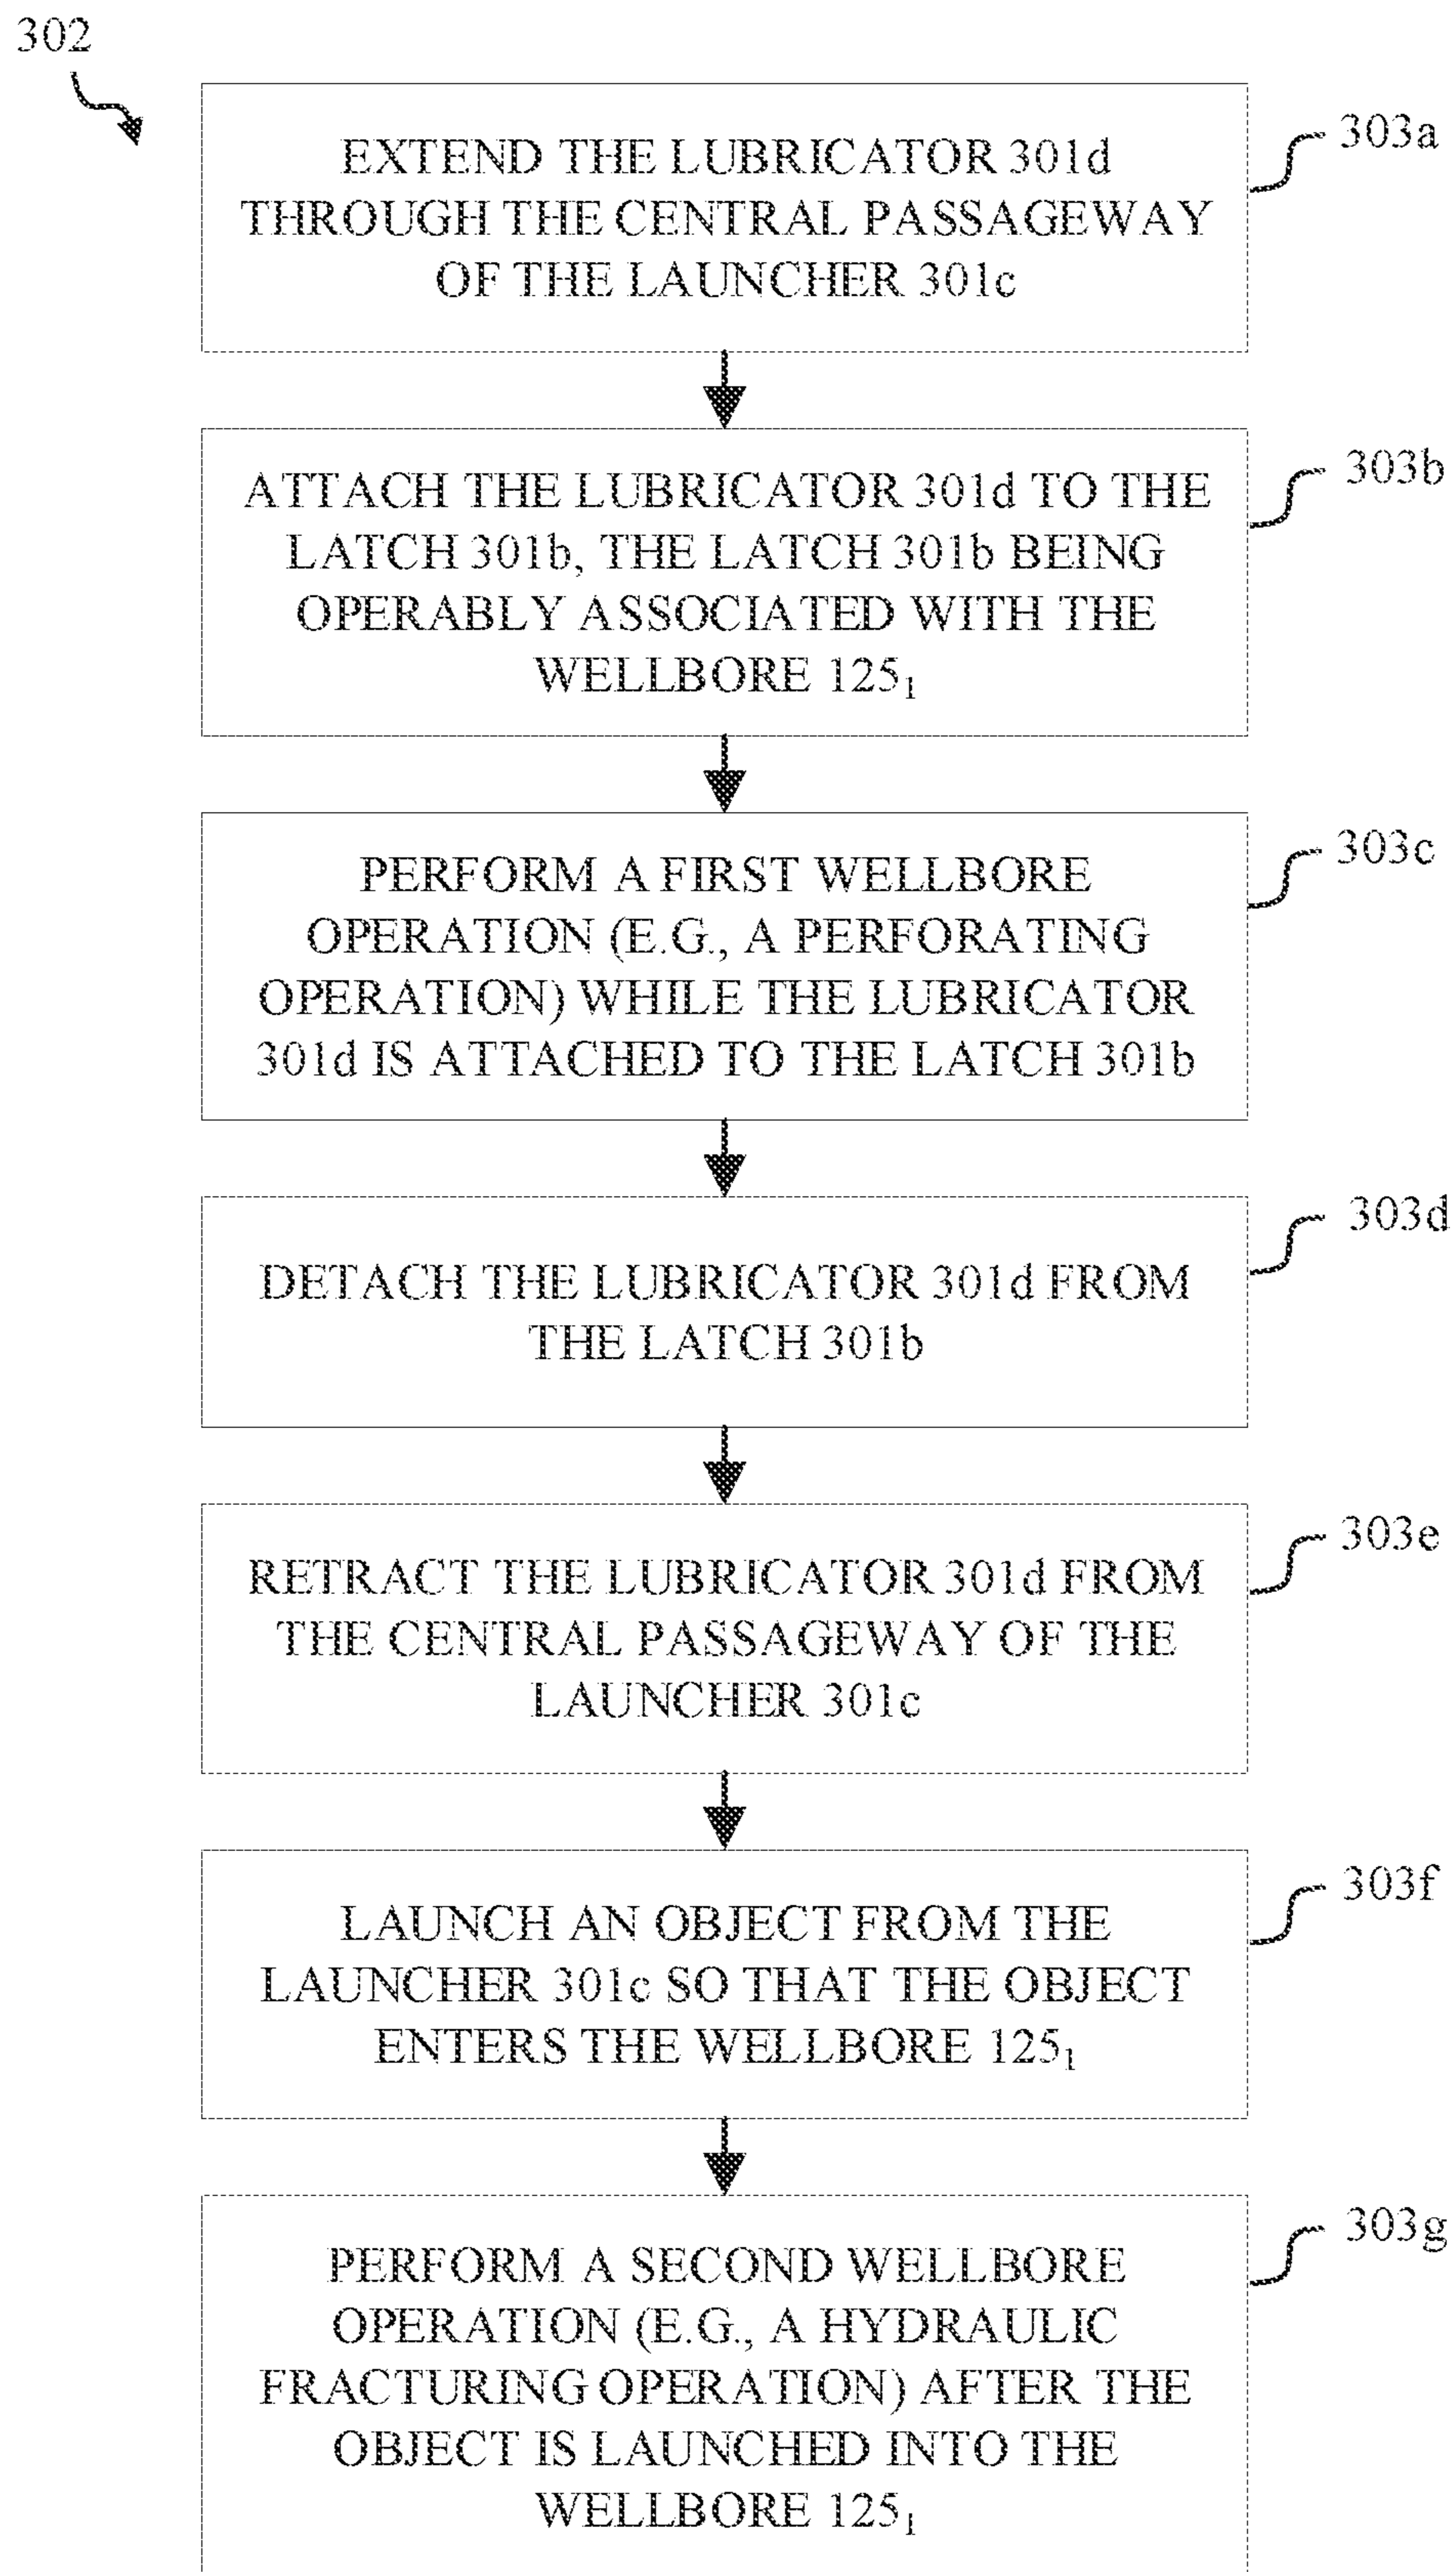 302
EXTEND THE LUBRICATOR 301d
THROUGH THE CENTRAL PASSAGEWAY
OF THE LAUNCHER 301c
303a
ATTACH THE LUBRICATOR 301d TO THE
LATCH 301b, THE LATCH 301b BEING
OPERABLY ASSOCIATED WITH THE
WELLBORE 125₁
303b
PERFORM A FIRST WELLBORE
OPERATION (E.G., A PERFORATING
OPERATION) WHILE THE LUBRICATOR
301d IS ATTACHED TO THE LATCH 301b
303c
DETACH THE LUBRICATOR 301d FROM
THE LATCH 301b
303d
RETRACT THE LUBRICATOR 301d FROM
THE CENTRAL PASSAGEWAY OF THE
LAUNCHER 301c
303e
LAUNCH AN OBJECT FROM THE
LAUNCHER 301c SO THAT THE OBJECT
ENTERS THE WELLBORE 125₁
303f
PERFORM A SECOND WELLBORE
OPERATION (E.G., A HYDRAULIC
FRACTURING OPERATION) AFTER THE
OBJECT IS LAUNCHED INTO THE
WELLBORE 125₁
303g